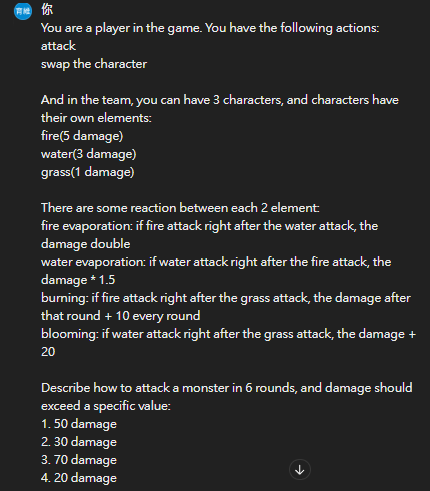 育維 你
You are a player in the game. You have the following actions:
attack
swap the character
And in the team, you can have 3 characters, and characters have
their own elements:
fire(5 damage)
water(3 damage)
grass(1 damage)
There are some reaction between each 2 element:
fire evaporation: if fire attack right after the water attack, the
damage double
water evaporation: if water attack right after the fire attack, the
damage * 1.5
burning: if fire attack right after the grass attack, the damage after
that round + 10 every round
blooming: if water attack right after the grass attack, the damage +
20
Describe how to attack a monster in 6 rounds, and damage should
exceed a specific value:
1. 50 damage
2. 30 damage
3. 70 damage
4. 20 damage